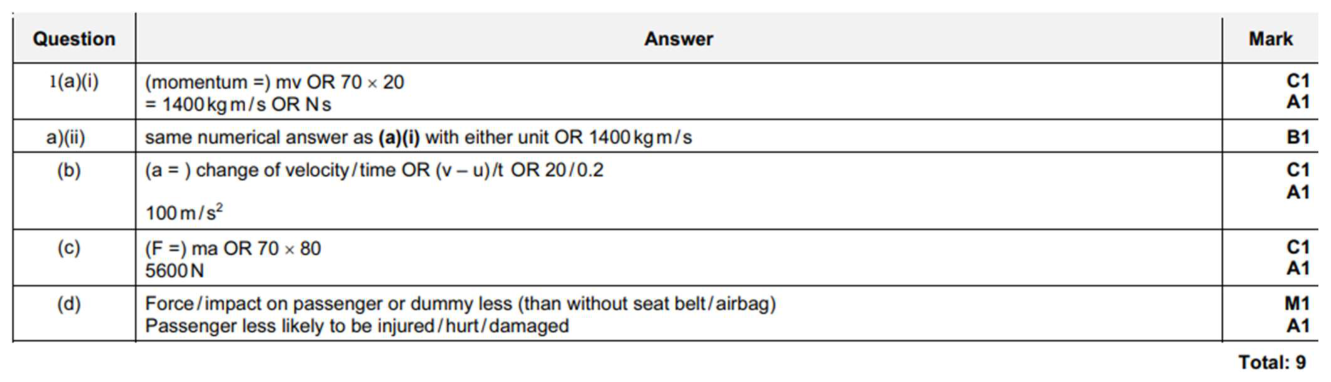 Question Answer Mark
1(a)(i) (momentum =) mv OR 70 × 20 C1
= 1400 kg m/s OR N s A1
a)(ii) same numerical answer as (a)(i) with either unit OR 1400 kg m/s B1
(b) (a = ) change of velocity/time OR (v – u)/t OR 20/0.2 C1
A1
100 m/s²
(c) (F =) ma OR 70 × 80 C1
5600 N A1
(d) Force/impact on passenger or dummy less (than without seat belt/airbag) M1
Passenger less likely to be injured/hurt/damaged A1
Total: 9